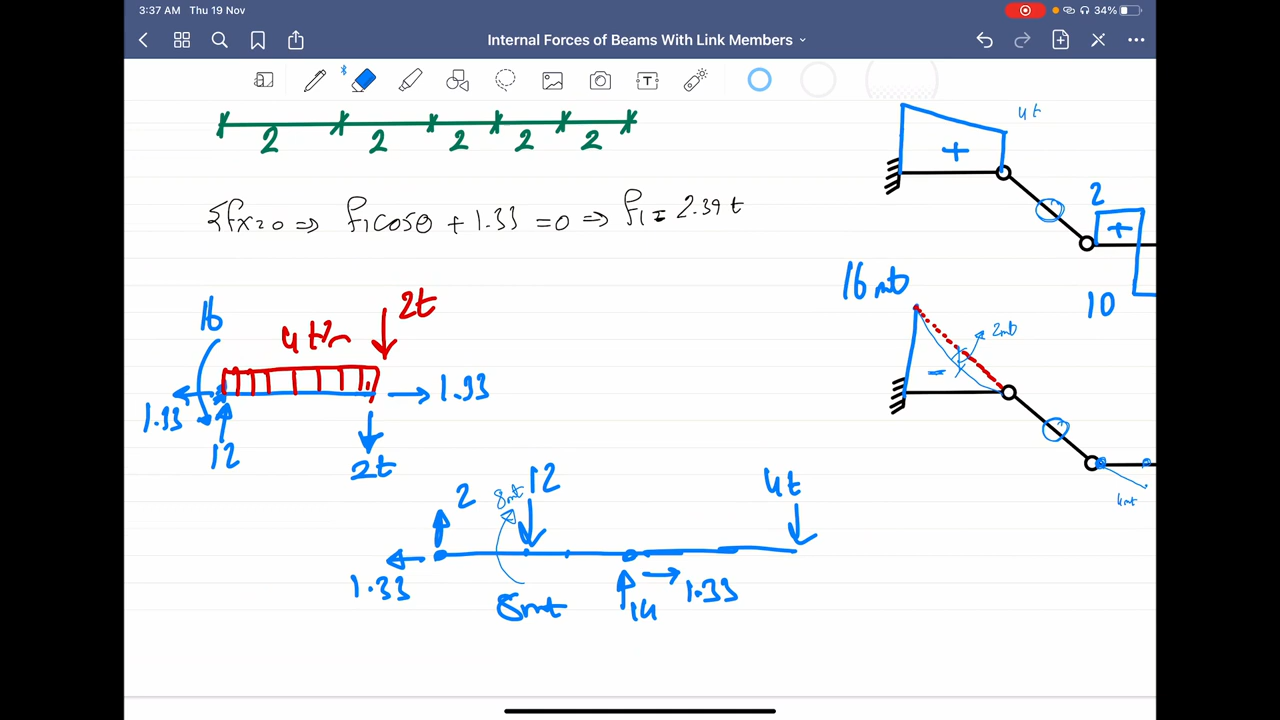 3:37 AM Thu 19 Nov
34%
Internal Forces of Beams With Link Members
T
2 2 2 2 2
Σfx=0 ⇒ f1cosθ + 1.33 = 0 ⇒ f1 = 2.39 t
4t
+
2
+
10
16 mt
2mt
-
4mt
16
4 t/m
2t
1.33
1.33
12
2t
2
8mt
12
4t
1.33
8mt
14
1.33